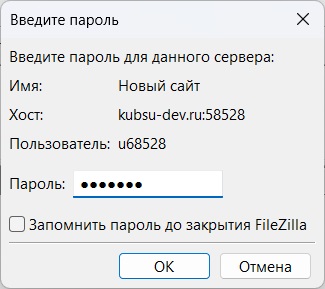 Введите пароль
Введите пароль для данного сервера:
Имя: Новый сайт
Хост: kubsu-dev.ru:58528
Пользователь: u68528
Пароль: ●●●●●●●
Запомнить пароль до закрытия FileZilla
OK Отмена